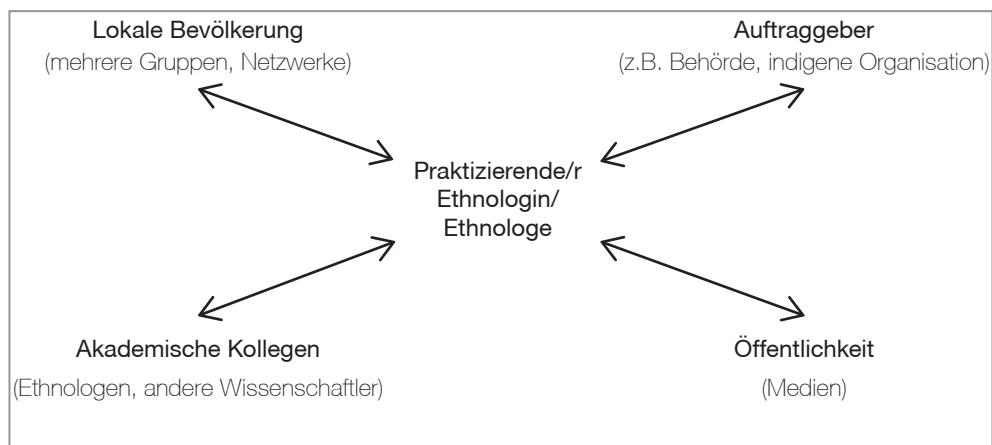 Lokale Bevölkerung
(mehrere Gruppen, Netzwerke)
Auftraggeber
(z.B. Behörde, indigene Organisation)
Praktizierende/r
Ethnologin/
Ethnologe
Akademische Kollegen
(Ethnologen, andere Wissenschaftler)
Öffentlichkeit
(Medien)